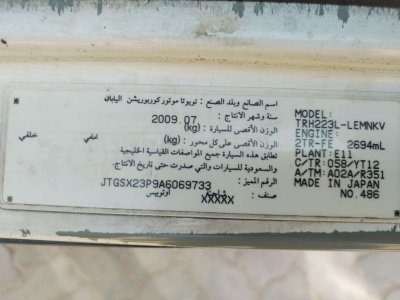 اسم الصانع وبلد الصنع : تويوتا موتور كوربوريشن اليابان
سنة وشهر الانتاج : 2009.07
الوزن الأقصى للسيارة : (kg)
الوزن الأقصى على كل محور : (kg) امامي خلفي
تطابق هذه السيارة جميع المواصفات القياسية الخليجية
والسعودية للسيارات والتي صدرت حتى تاريخ الانتاج.
الرقم المميز : JTGSX23P9A6069733
صنف : شاحنة اوتوبيس
XXXXX
MODEL:
TRH223L-LEMNKV
ENGINE:
2TR-FE 2694mL
PLANT: E11
C/TR: 058/YT12
A/TM: A02A/R351
MADE IN JAPAN
NO. 486